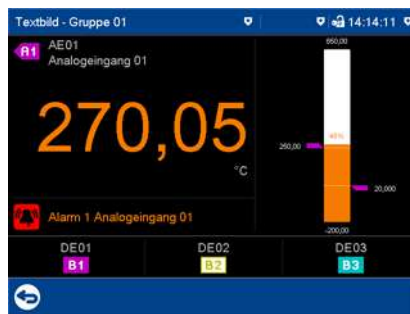 Textbild - Gruppe 01
14:14:11
A1
AE01
Analogeingang 01
270,05
°C
Alarm 1 Analogeingang 01
650,00
250,00
20,000
-200,00
DE01
DE02
DE03
B1
B2
B3